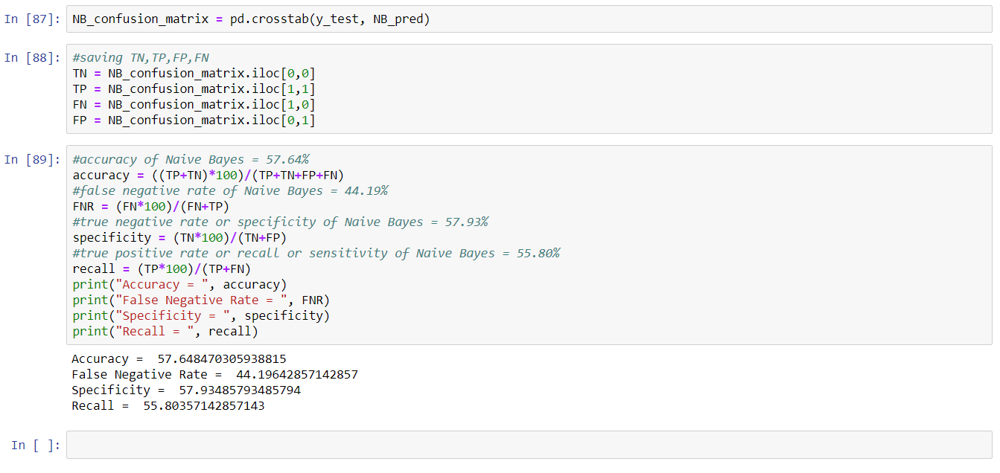 In [87]: NB_confusion_matrix = pd.crosstab(y_test, NB_pred)
In [88]: #saving TN,TP,FP,FN
TN = NB_confusion_matrix.iloc[0,0]
TP = NB_confusion_matrix.iloc[1,1]
FN = NB_confusion_matrix.iloc[1,0]
FP = NB_confusion_matrix.iloc[0,1]
In [89]: #accuracy of Naive Bayes = 57.64%
accuracy = ((TP+TN)*100)/(TP+TN+FP+FN)
#false negative rate of Naive Bayes = 44.19%
FNR = (FN*100)/(FN+TP)
#true negative rate or specificity of Naive Bayes = 57.93%
specificity = (TN*100)/(TN+FP)
#true positive rate or recall or sensitivity of Naive Bayes = 55.80%
recall = (TP*100)/(TP+FN)
print("Accuracy = ", accuracy)
print("False Negative Rate = ", FNR)
print("Specificity = ", specificity)
print("Recall = ", recall)
Accuracy =  57.648470305938815
False Negative Rate =  44.19642857142857
Specificity =  57.93485793485794
Recall =  55.80357142857143
In [ ]: